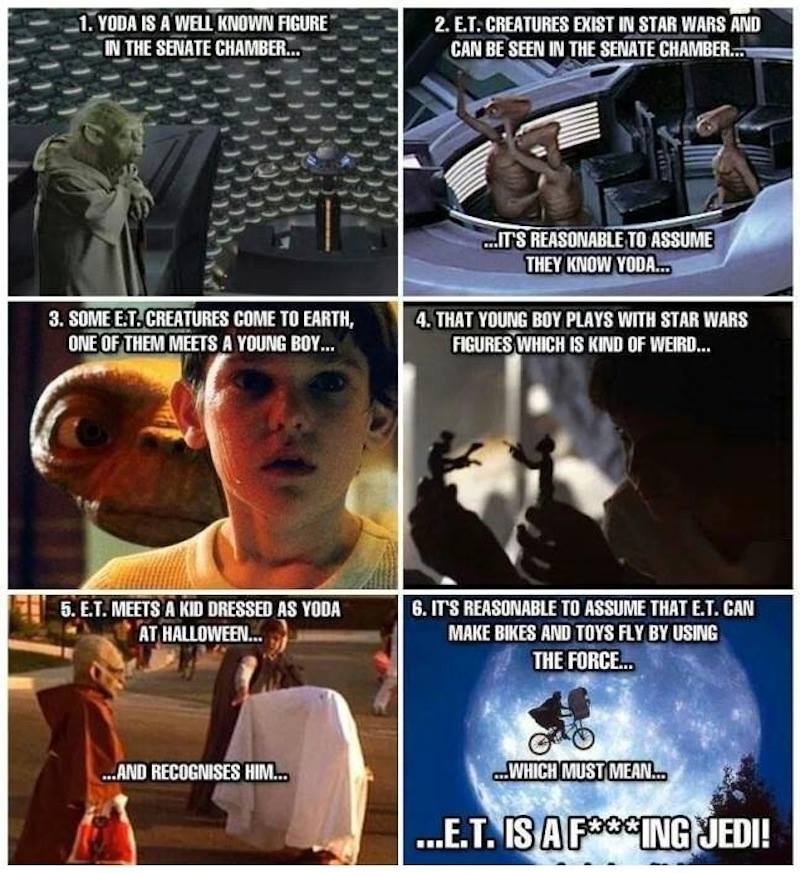 1. YODA IS A WELL KNOWN FIGURE
IN THE SENATE CHAMBER...
2. E.T. CREATURES EXIST IN STAR WARS AND
CAN BE SEEN IN THE SENATE CHAMBER...
...IT'S REASONABLE TO ASSUME
THEY KNOW YODA...
3. SOME E.T. CREATURES COME TO EARTH,
ONE OF THEM MEETS A YOUNG BOY...
4. THAT YOUNG BOY PLAYS WITH STAR WARS
FIGURES WHICH IS KIND OF WEIRD...
5. E.T. MEETS A KID DRESSED AS YODA
AT HALLOWEEN...
...AND RECOGNISES HIM...
6. IT'S REASONABLE TO ASSUME THAT E.T. CAN
MAKE BIKES AND TOYS FLY BY USING
THE FORCE...
...WHICH MUST MEAN...
...E.T. IS A F***ING JEDI!